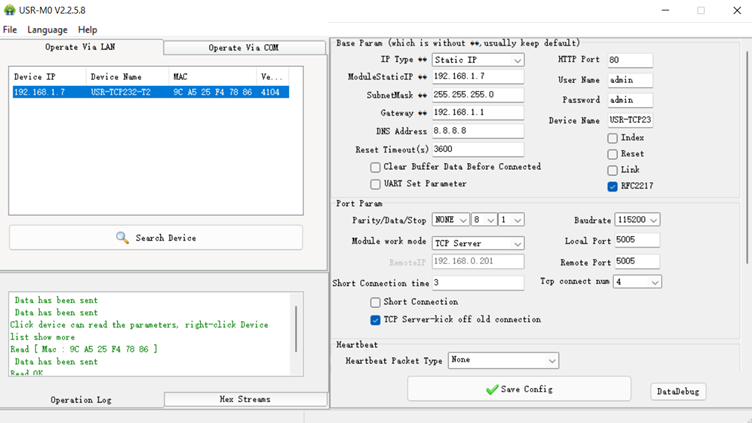 USR-M0 V2.2.5.8
File Language Help
Operate Via LAN Operate Via COM
Device IP Device Name MAC Ve...
192.168.1.7 USR-TCP232-T2 9C A5 25 F4 78 86 4104
Search Device
Data has been sent
Data has been sent
Click device can read the parameters, right-click Device
list show more
Read [ Mac : 9C A5 25 F4 78 86 ]
Data has been sent
Read OK
Operation Log Hex Streams
Base Param (which is without **,usually keep default)
IP Type ** Static IP HTTP Port 80
ModuleStaticIP ** 192.168.1.7 User Name admin
SubnetMask ** 255.255.255.0 Password admin
Gateway ** 192.168.1.1 Device Name USR-TCP23
DNS Address 8.8.8.8 Index
Reset Timeout(s) 3600 Reset
Clear Buffer Data Before Connected Link
UART Set Parameter RFC2217
Port Param
Parity/Data/Stop NONE 8 1 Baudrate 115200
Module work mode TCP Server Local Port 5005
RemoteIP 192.168.0.201 Remote Port 5005
Short Connection time 3 Tcp connect num 4
Short Connection
TCP Server-kick off old connection
Heartbeat
Heartbeat Packet Type None
Save Config DataDebug